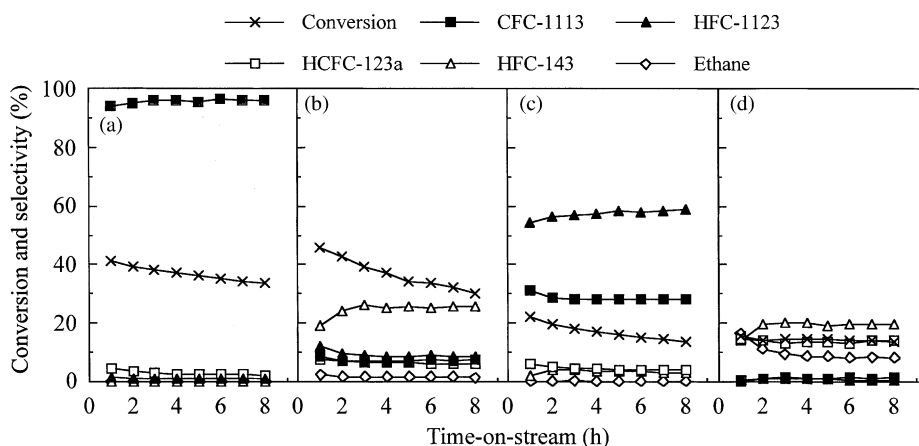 Conversion CFC-1113 HFC-1123
HCFC-123a HFC-143 Ethane
Conversion and selectivity (%)
100
80
60
40
20
0
(a) (b) (c) (d)
0 2 4 6 8 0 2 4 6 8 0 2 4 6 8 0 2 4 6 8
Time-on-stream (h)